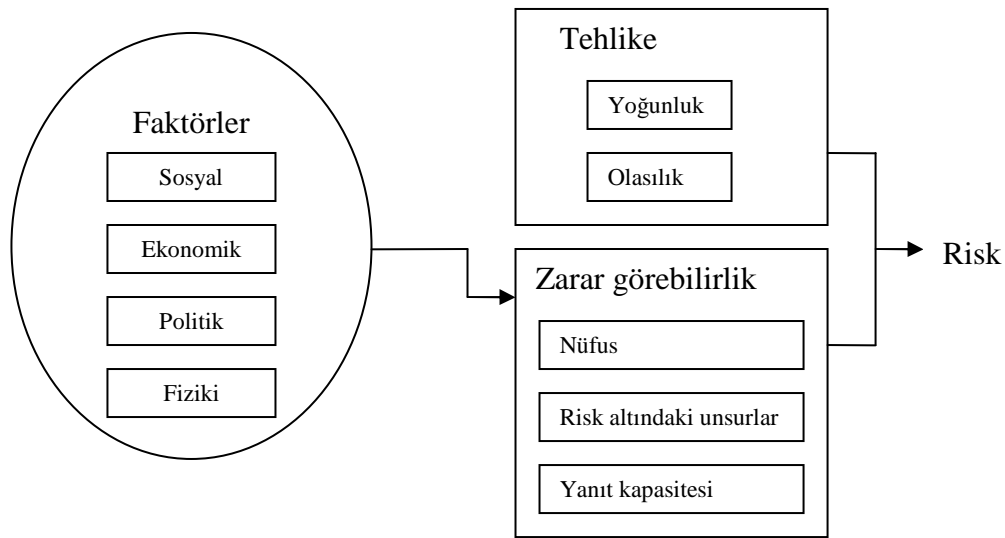 Faktörler
Sosyal
Ekonomik
Politik
Fiziki
Tehlike
Yoğunluk
Olasılık
Zarar görebilirlik
Nüfus
Risk altındaki unsurlar
Yanıt kapasitesi
Risk